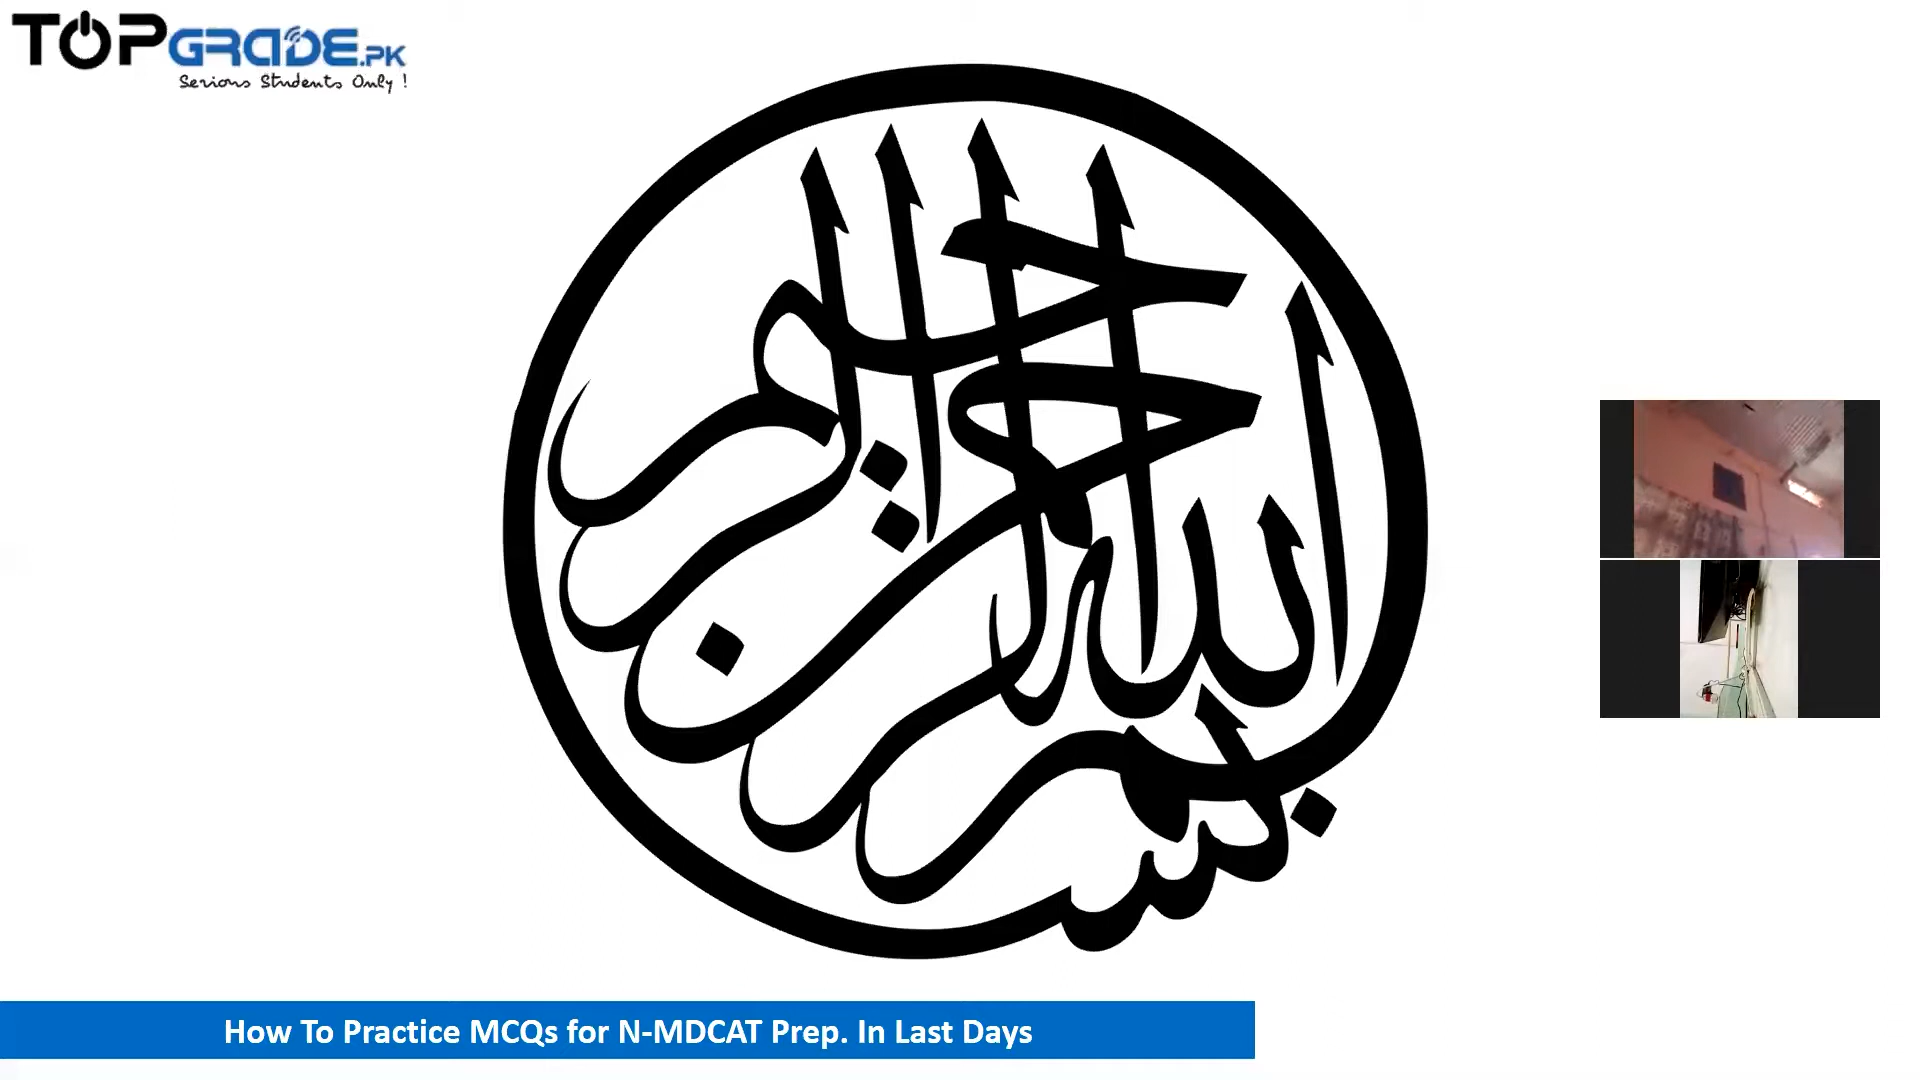 TOPGRADE.PK
Serious Students Only !
بسم الله الرحمن الرحيم
How To Practice MCQs for N-MDCAT Prep. In Last Days